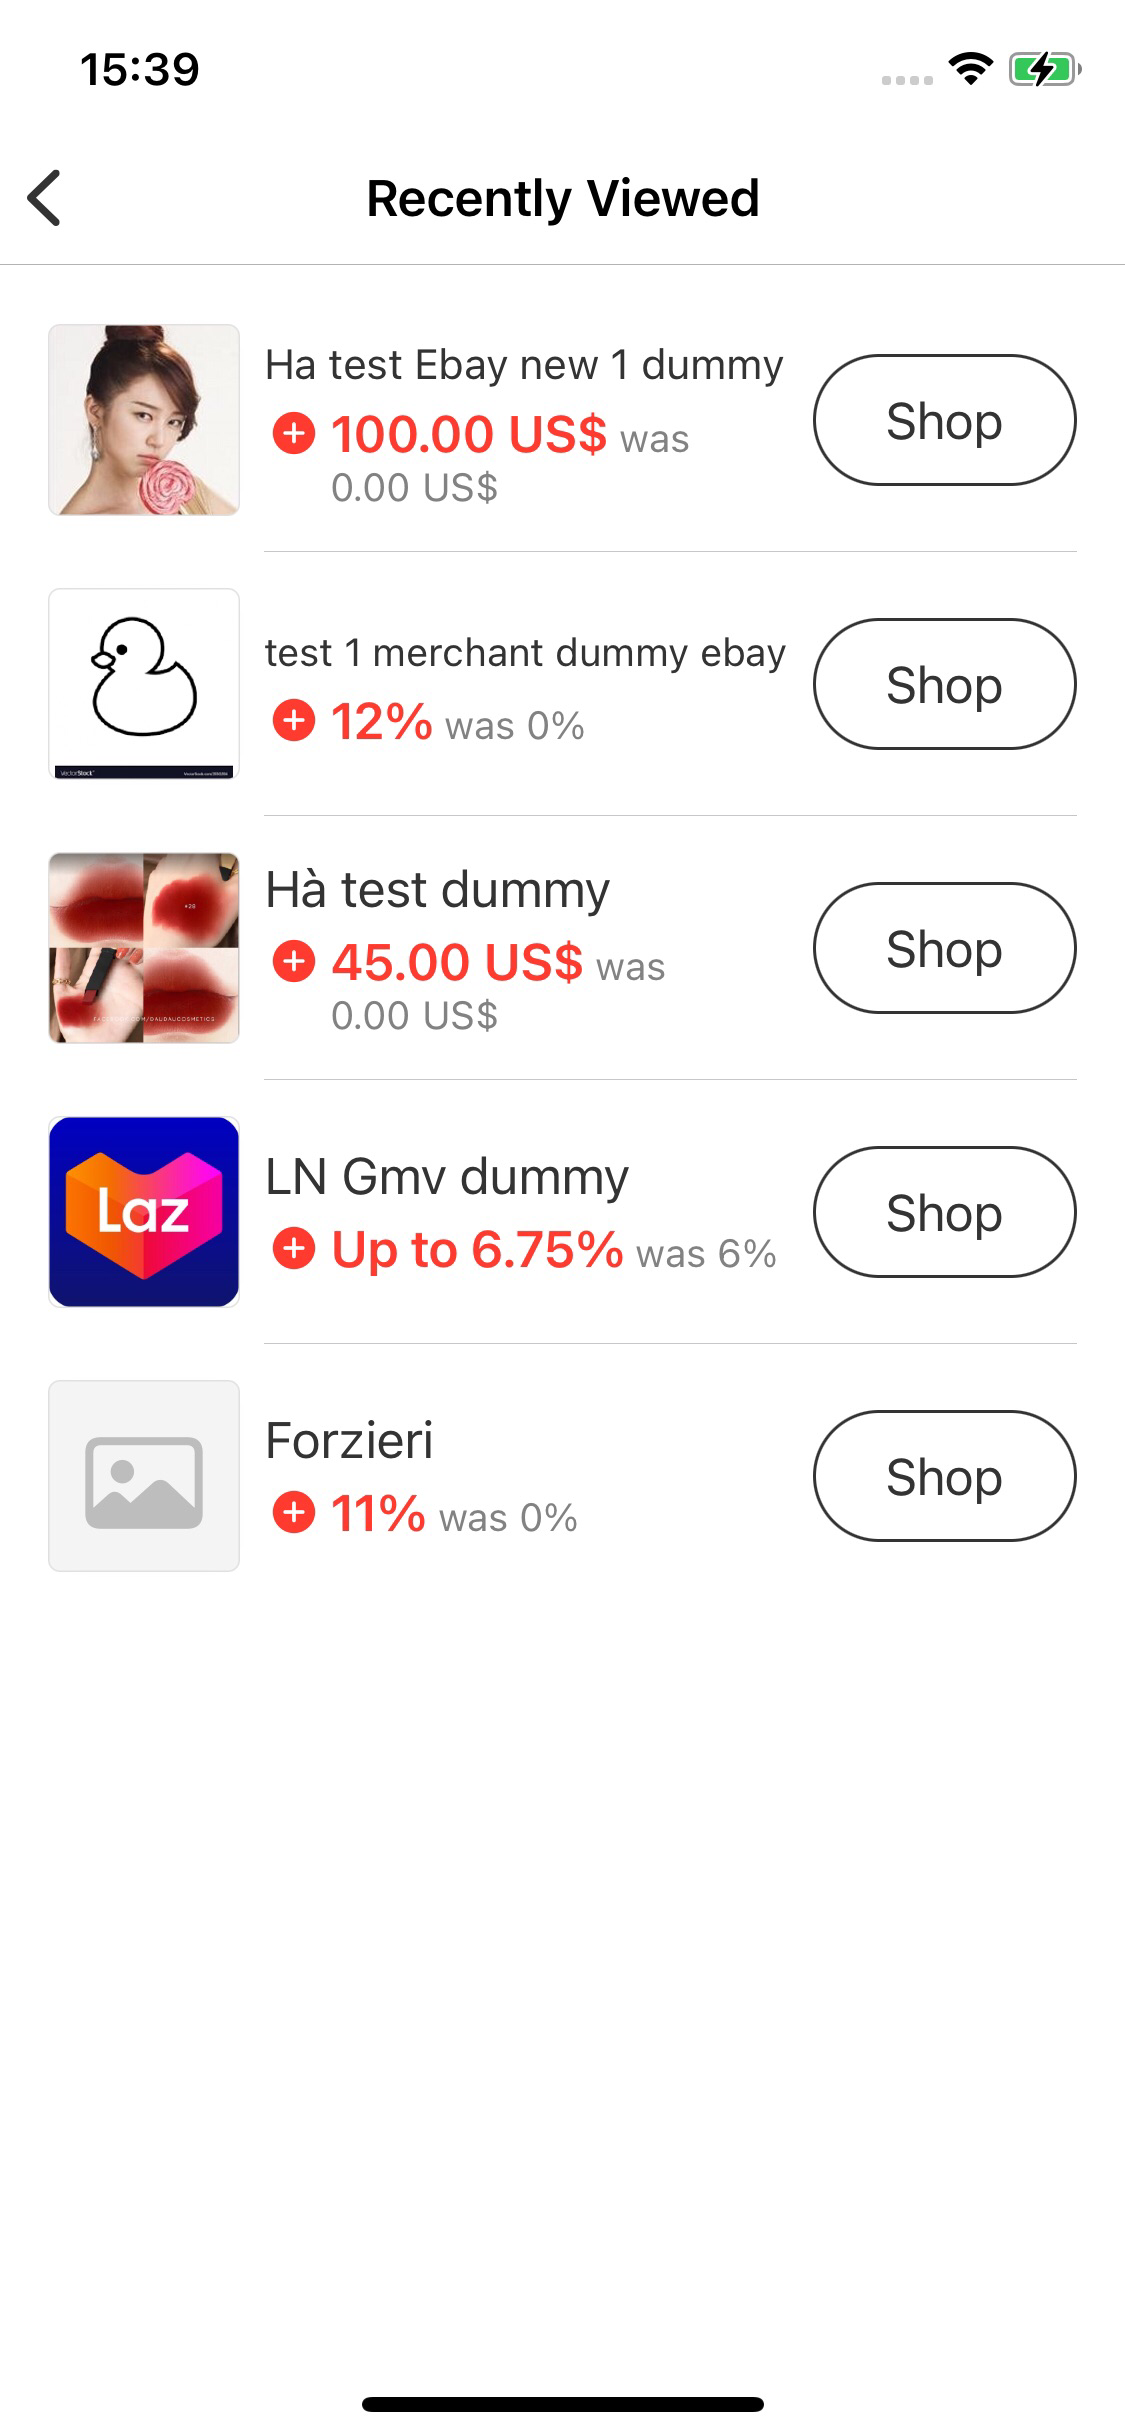 15:39
Recently Viewed
Ha test Ebay new 1 dummy
100.00 US$ was
0.00 US$
Shop
VectorStock
test 1 merchant dummy ebay
12% was 0%
Shop
Hà test dummy
45.00 US$ was
0.00 US$
Shop
Laz
LN Gmv dummy
Up to 6.75% was 6%
Shop
Forzieri
11% was 0%
Shop